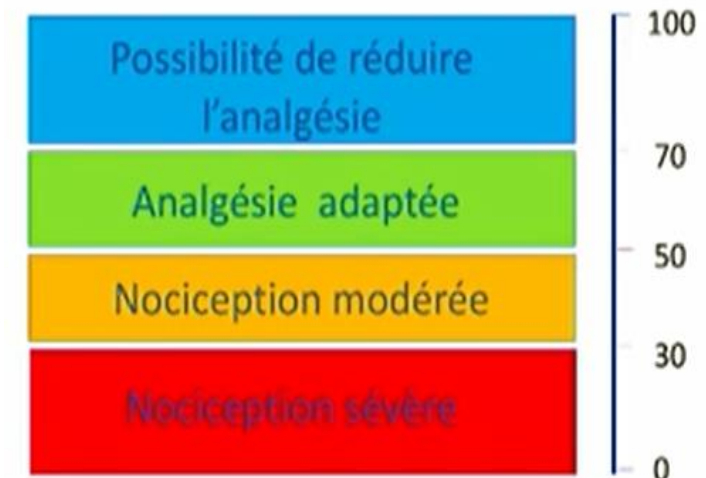 Possibilité de réduire
l'analgésie
Analgésie adaptée
Nociception modérée
Nociception sévère
100
70
50
30
0